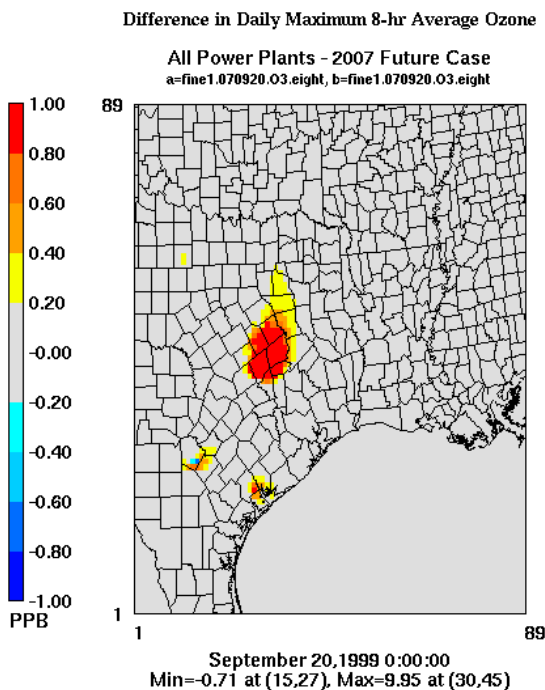 Difference in Daily Maximum 8-hr Average Ozone
All Power Plants - 2007 Future Case
a=fine1.070920.O3.eight, b=fine1.070920.O3.eight
1.00
0.80
0.60
0.40
0.20
-0.00
-0.20
-0.40
-0.60
-0.80
-1.00
PPB
89
1
1
89
September 20,1999 0:00:00
Min=-0.71 at (15,27), Max=9.95 at (30,45)